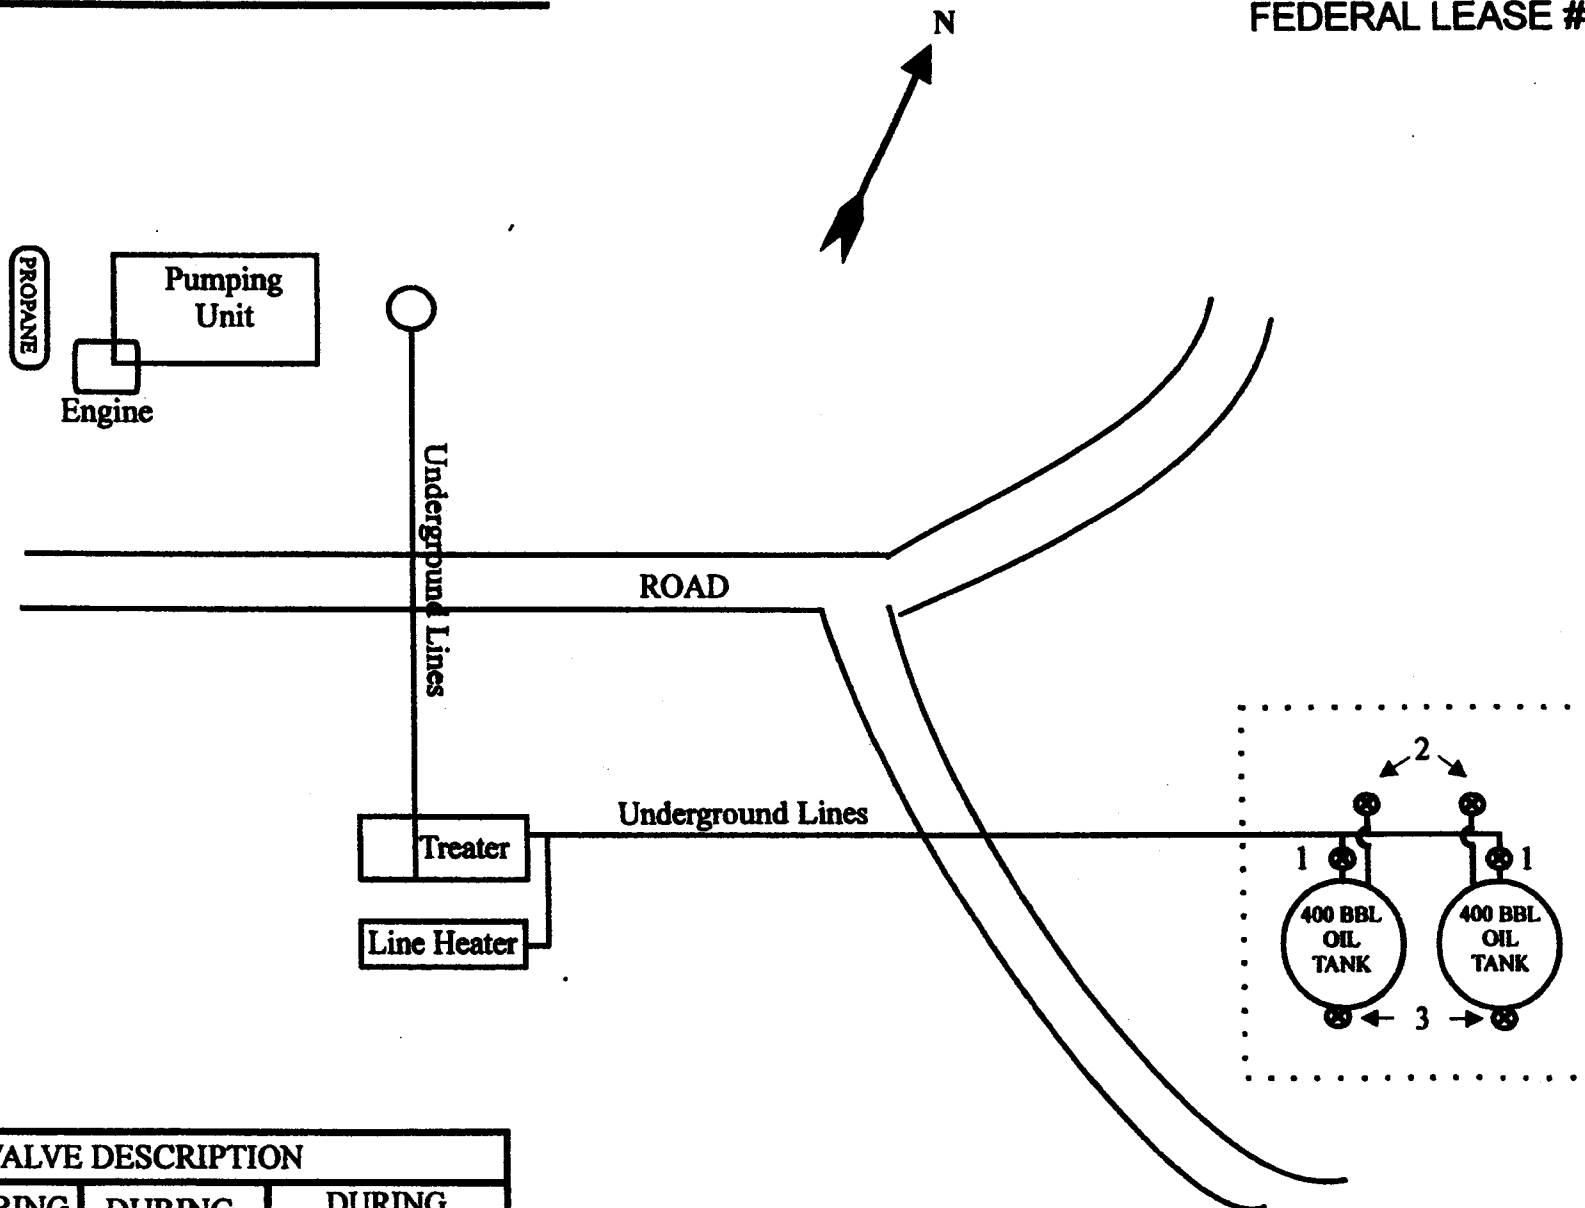 FEDERAL LEASE #
N
PROPANE
Pumping
Unit
Engine
Underground Lines
ROAD
2
Underground Lines
Treater
1
1
400 BBL
OIL
TANK
400 BBL
OIL
TANK
Line Heater
3
VALVE DESCRIPTION
DURING
DURING